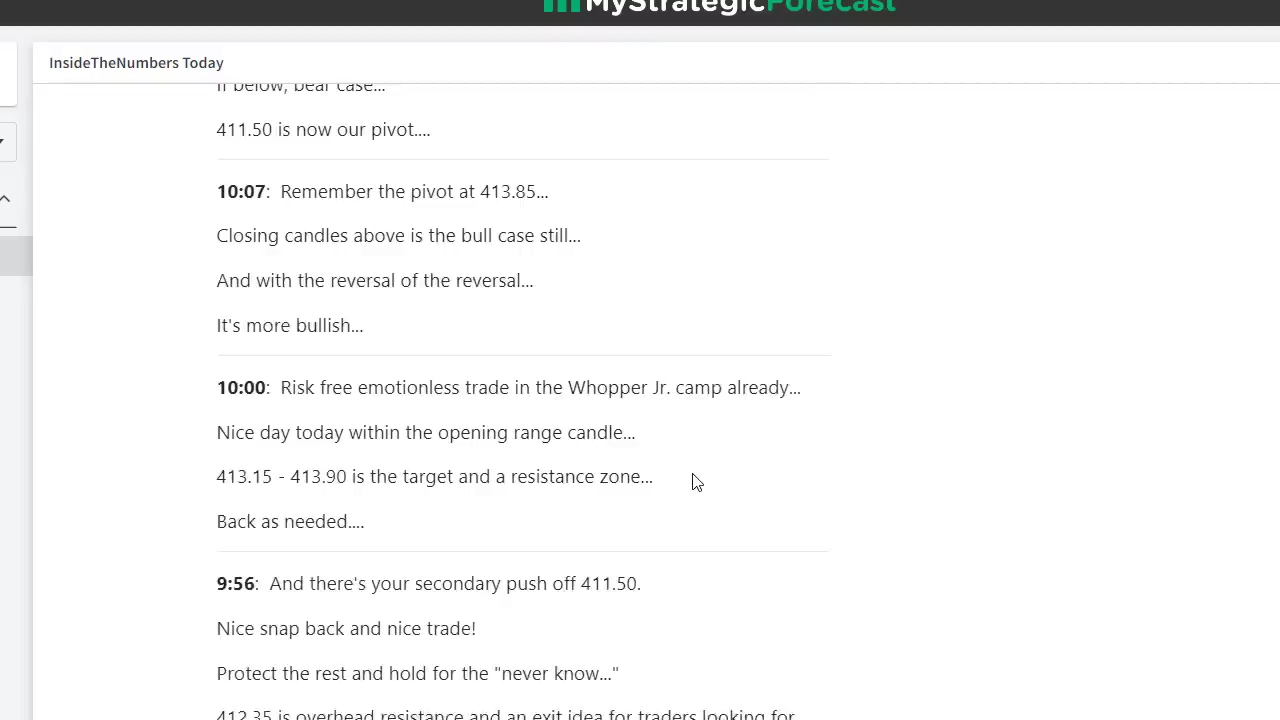 MyStrategicForecast
InsideTheNumbers Today
If below, bear case...
411.50 is now our pivot....
10:07:  Remember the pivot at 413.85...
Closing candles above is the bull case still...
And with the reversal of the reversal...
It's more bullish...
10:00:  Risk free emotionless trade in the Whopper Jr. camp already...
Nice day today within the opening range candle...
413.15 - 413.90 is the target and a resistance zone...
Back as needed....
9:56:  And there's your secondary push off 411.50.
Nice snap back and nice trade!
Protect the rest and hold for the "never know..."
412.35 is overhead resistance and an exit idea for traders looking for